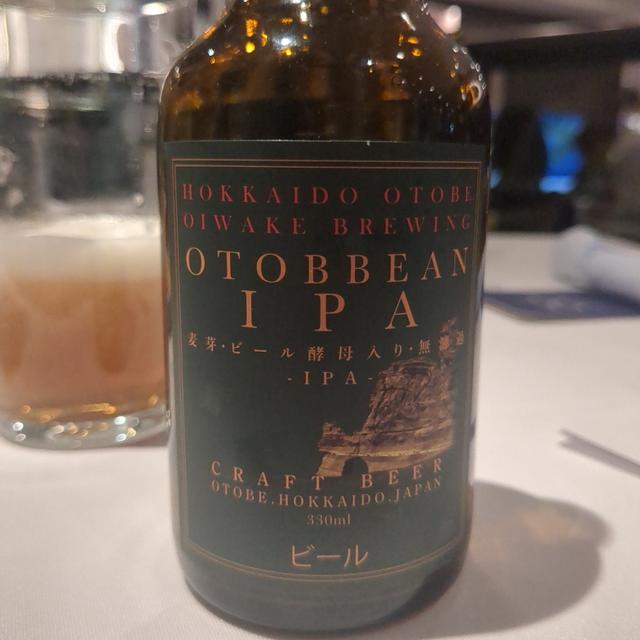 HOKKAIDO OTOBE
OIWAKE BREWING
OTOBBEAN
IPA
麦芽・ビール酵母入り・無濾過
-IPA-
CRAFT BEER
OTOBE.HOKKAIDO.JAPAN
330ml
ビール